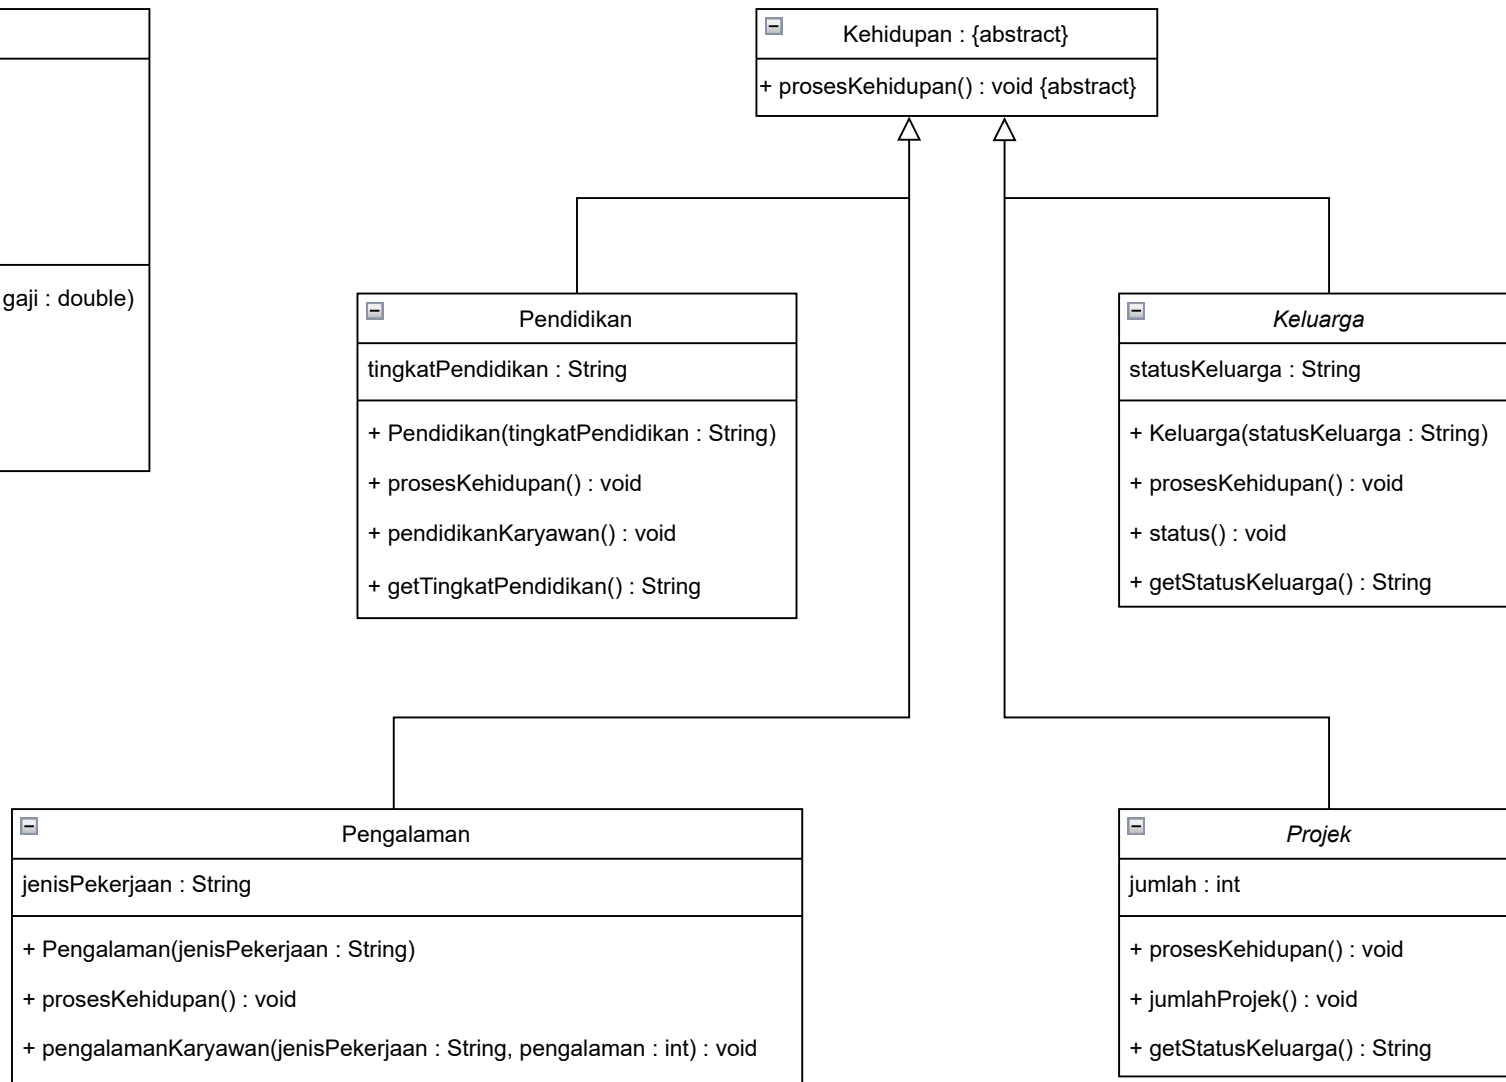 Kehidupan : {abstract}
+ prosesKehidupan() : void {abstract}
gaji : double)
Pendidikan
tingkatPendidikan : String
+ Pendidikan(tingkatPendidikan : String)
+ prosesKehidupan() : void
+ pendidikanKaryawan() : void
+ getTingkatPendidikan() : String
Keluarga
statusKeluarga : String
+ Keluarga(statusKeluarga : String)
+ prosesKehidupan() : void
+ status() : void
+ getStatusKeluarga() : String
Pengalaman
jenisPekerjaan : String
+ Pengalaman(jenisPekerjaan : String)
+ prosesKehidupan() : void
+ pengalamanKaryawan(jenisPekerjaan : String, pengalaman : int) : void
Projek
jumlah : int
+ prosesKehidupan() : void
+ jumlahProjek() : void
+ getStatusKeluarga() : String